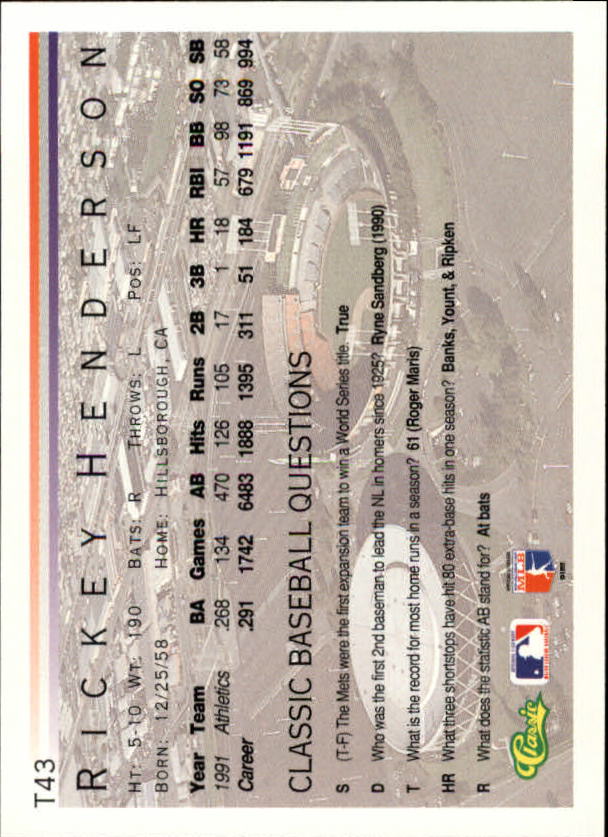 T43
RICKEY HENDERSON
HT: 5-10 WT: 190 BATS: R THROWS: L POS: LF
BORN: 12/25/58 HOME: HILLSBOROUGH, CA
Year Team BA Games AB Hits Runs 2B 3B HR RBI BB SO SB
1991 Athletics .268 134 470 126 105 17 1 18 57 98 73 58
Career .291 1742 6483 1888 1395 311 51 184 679 1191 869 994
CLASSIC BASEBALL QUESTIONS
S (T-F) The Mets were the first expansion team to win a World Series title. True
D Who was the first 2nd baseman to lead the NL in homers since 1925? Ryne Sandberg (1990)
T What is the record for most home runs in a season? 61 (Roger Maris)
HR What three shortstops have hit 80 extra-base hits in one season? Banks, Yount, & Ripken
R What does the statistic AB stand for? At bats
Classic
MLB